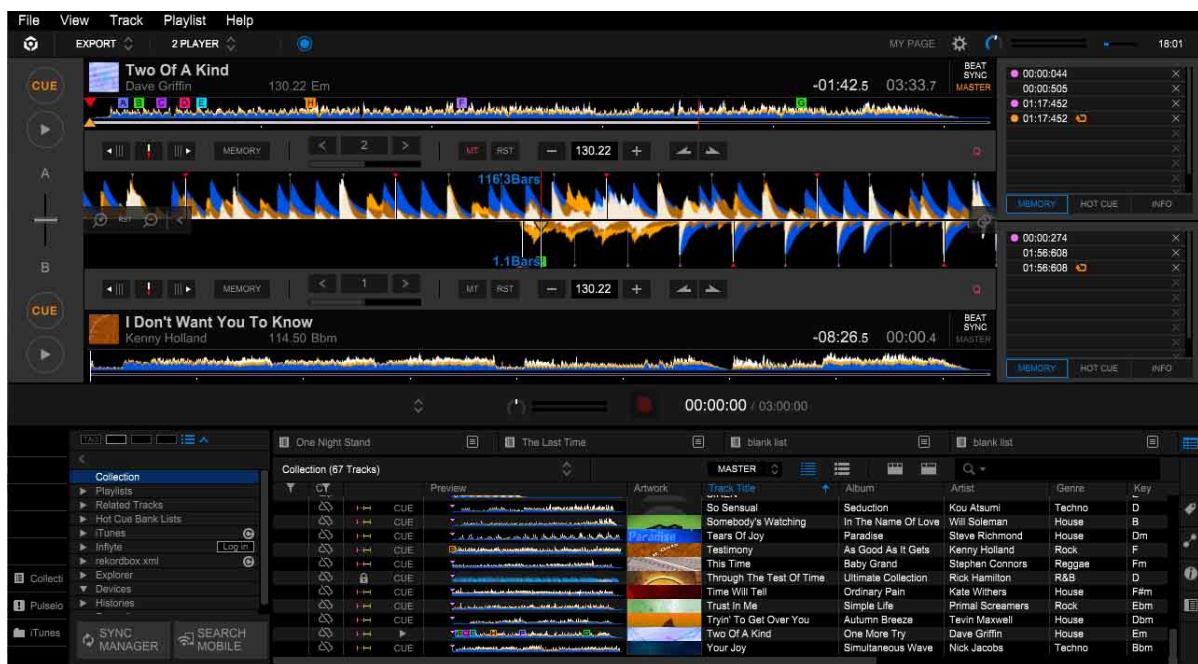 File View Track Playlist Help
EXPORT 2 PLAYER MY PAGE 18:01
CUE
Two Of A Kind
Dave Griffin 130.22 Em
-01:42.5 03:33.7
BEAT SYNC
MASTER
A B C D E H F G
MEMORY < 2 > MT RST − 130.22 +
Q
A
116.3Bars
RST <
1.1Bars
B
MEMORY < 1 > MT RST − 130.22 +
Q
CUE
I Don't Want You To Know
Kenny Holland 114.50 Bbm
-08:26.5 00:00.4
BEAT SYNC
MASTER
00:00:044
00:00:505
01:17:452
01:17:452
MEMORY HOT CUE INFO
00:00:274
01:56:608
01:56:608
MEMORY HOT CUE INFO
00:00:00 / 03:00:00
TAG
<
Collection
Playlists
Related Tracks
Hot Cue Bank Lists
iTunes
Inflyte Log in
rekordbox xml
Explorer
Devices
Histories
SYNC MANAGER
SEARCH MOBILE
Collecti
Pulselo
iTunes
One Night Stand The Last Time blank list blank list
Collection (67 Tracks) MASTER
Preview Artwork Track Title Album Artist Genre Key
CUE So Sensual Seduction Kou Atsumi Techno D
CUE Somebody's Watching In The Name Of Love Will Soleman House B
CUE Paradise Tears Of Joy Paradise Steve Richmond House Dm
CUE Testimony As Good As It Gets Kenny Holland Rock F
CUE This Time Baby Grand Stephen Connors Reggae Fm
CUE Through The Test Of Time Ultimate Collection Rick Hamilton R&B D
CUE Time Will Tell Ordinary Pain Kate Withers House F#m
CUE Trust In Me Simple Life Primal Screamers Rock Ebm
CUE Tryin' To Get Over You Autumn Breeze Tevin Maxwell House Dbm
CUE Two Of A Kind One More Try Dave Griffin House Em
CUE Your Joy Simultaneous Wave Nick Jacobs Techno Bbm